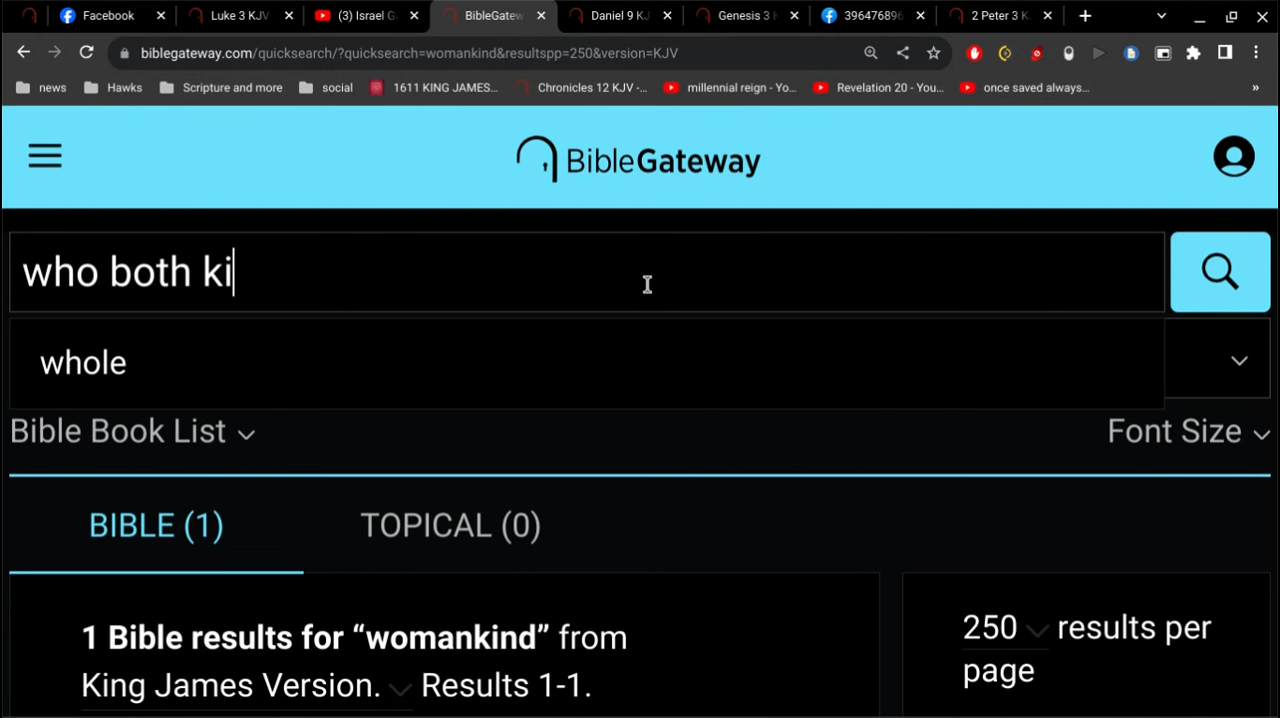 Facebook
Luke 3 KJV
(3) Israel G
BibleGatew
Daniel 9 KJ
Genesis 3
396476896
2 Peter 3 K
biblegateway.com/quicksearch/?quicksearch=womankind&resultspp=250&version=KJV
news
Hawks
Scripture and more
social
1611 KING JAMES...
Chronicles 12 KJV -...
millennial reign - Yo...
Revelation 20 - You...
once saved always...
»
BibleGateway
who both ki
whole
Bible Book List
Font Size
BIBLE (1)
TOPICAL (0)
1 Bible results for “womankind” from
King James Version. Results 1-1.
250 results per
page